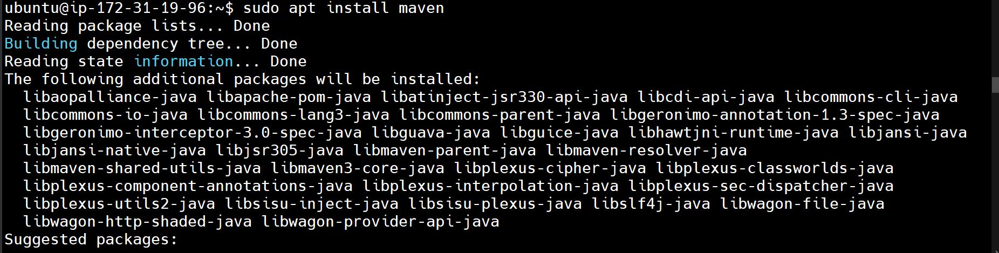 ubuntu@ip-172-31-19-96:~$ sudo apt install maven
Reading package lists... Done
Building dependency tree... Done
Reading state information... Done
The following additional packages will be installed:
  libaopalliance-java libapache-pom-java libatinject-jsr330-api-java libcdi-api-java libcommons-cli-java
  libcommons-io-java libcommons-lang3-java libcommons-parent-java libgeronimo-annotation-1.3-spec-java
  libgeronimo-interceptor-3.0-spec-java libguava-java libguice-java libhawtjni-runtime-java libjansi-java
  libjansi-native-java libjsr305-java libmaven-parent-java libmaven-resolver-java
  libmaven-shared-utils-java libmaven3-core-java libplexus-cipher-java libplexus-classworlds-java
  libplexus-component-annotations-java libplexus-interpolation-java libplexus-sec-dispatcher-java
  libplexus-utils2-java libsisu-inject-java libsisu-plexus-java libslf4j-java libwagon-file-java
  libwagon-http-shaded-java libwagon-provider-api-java
Suggested packages: